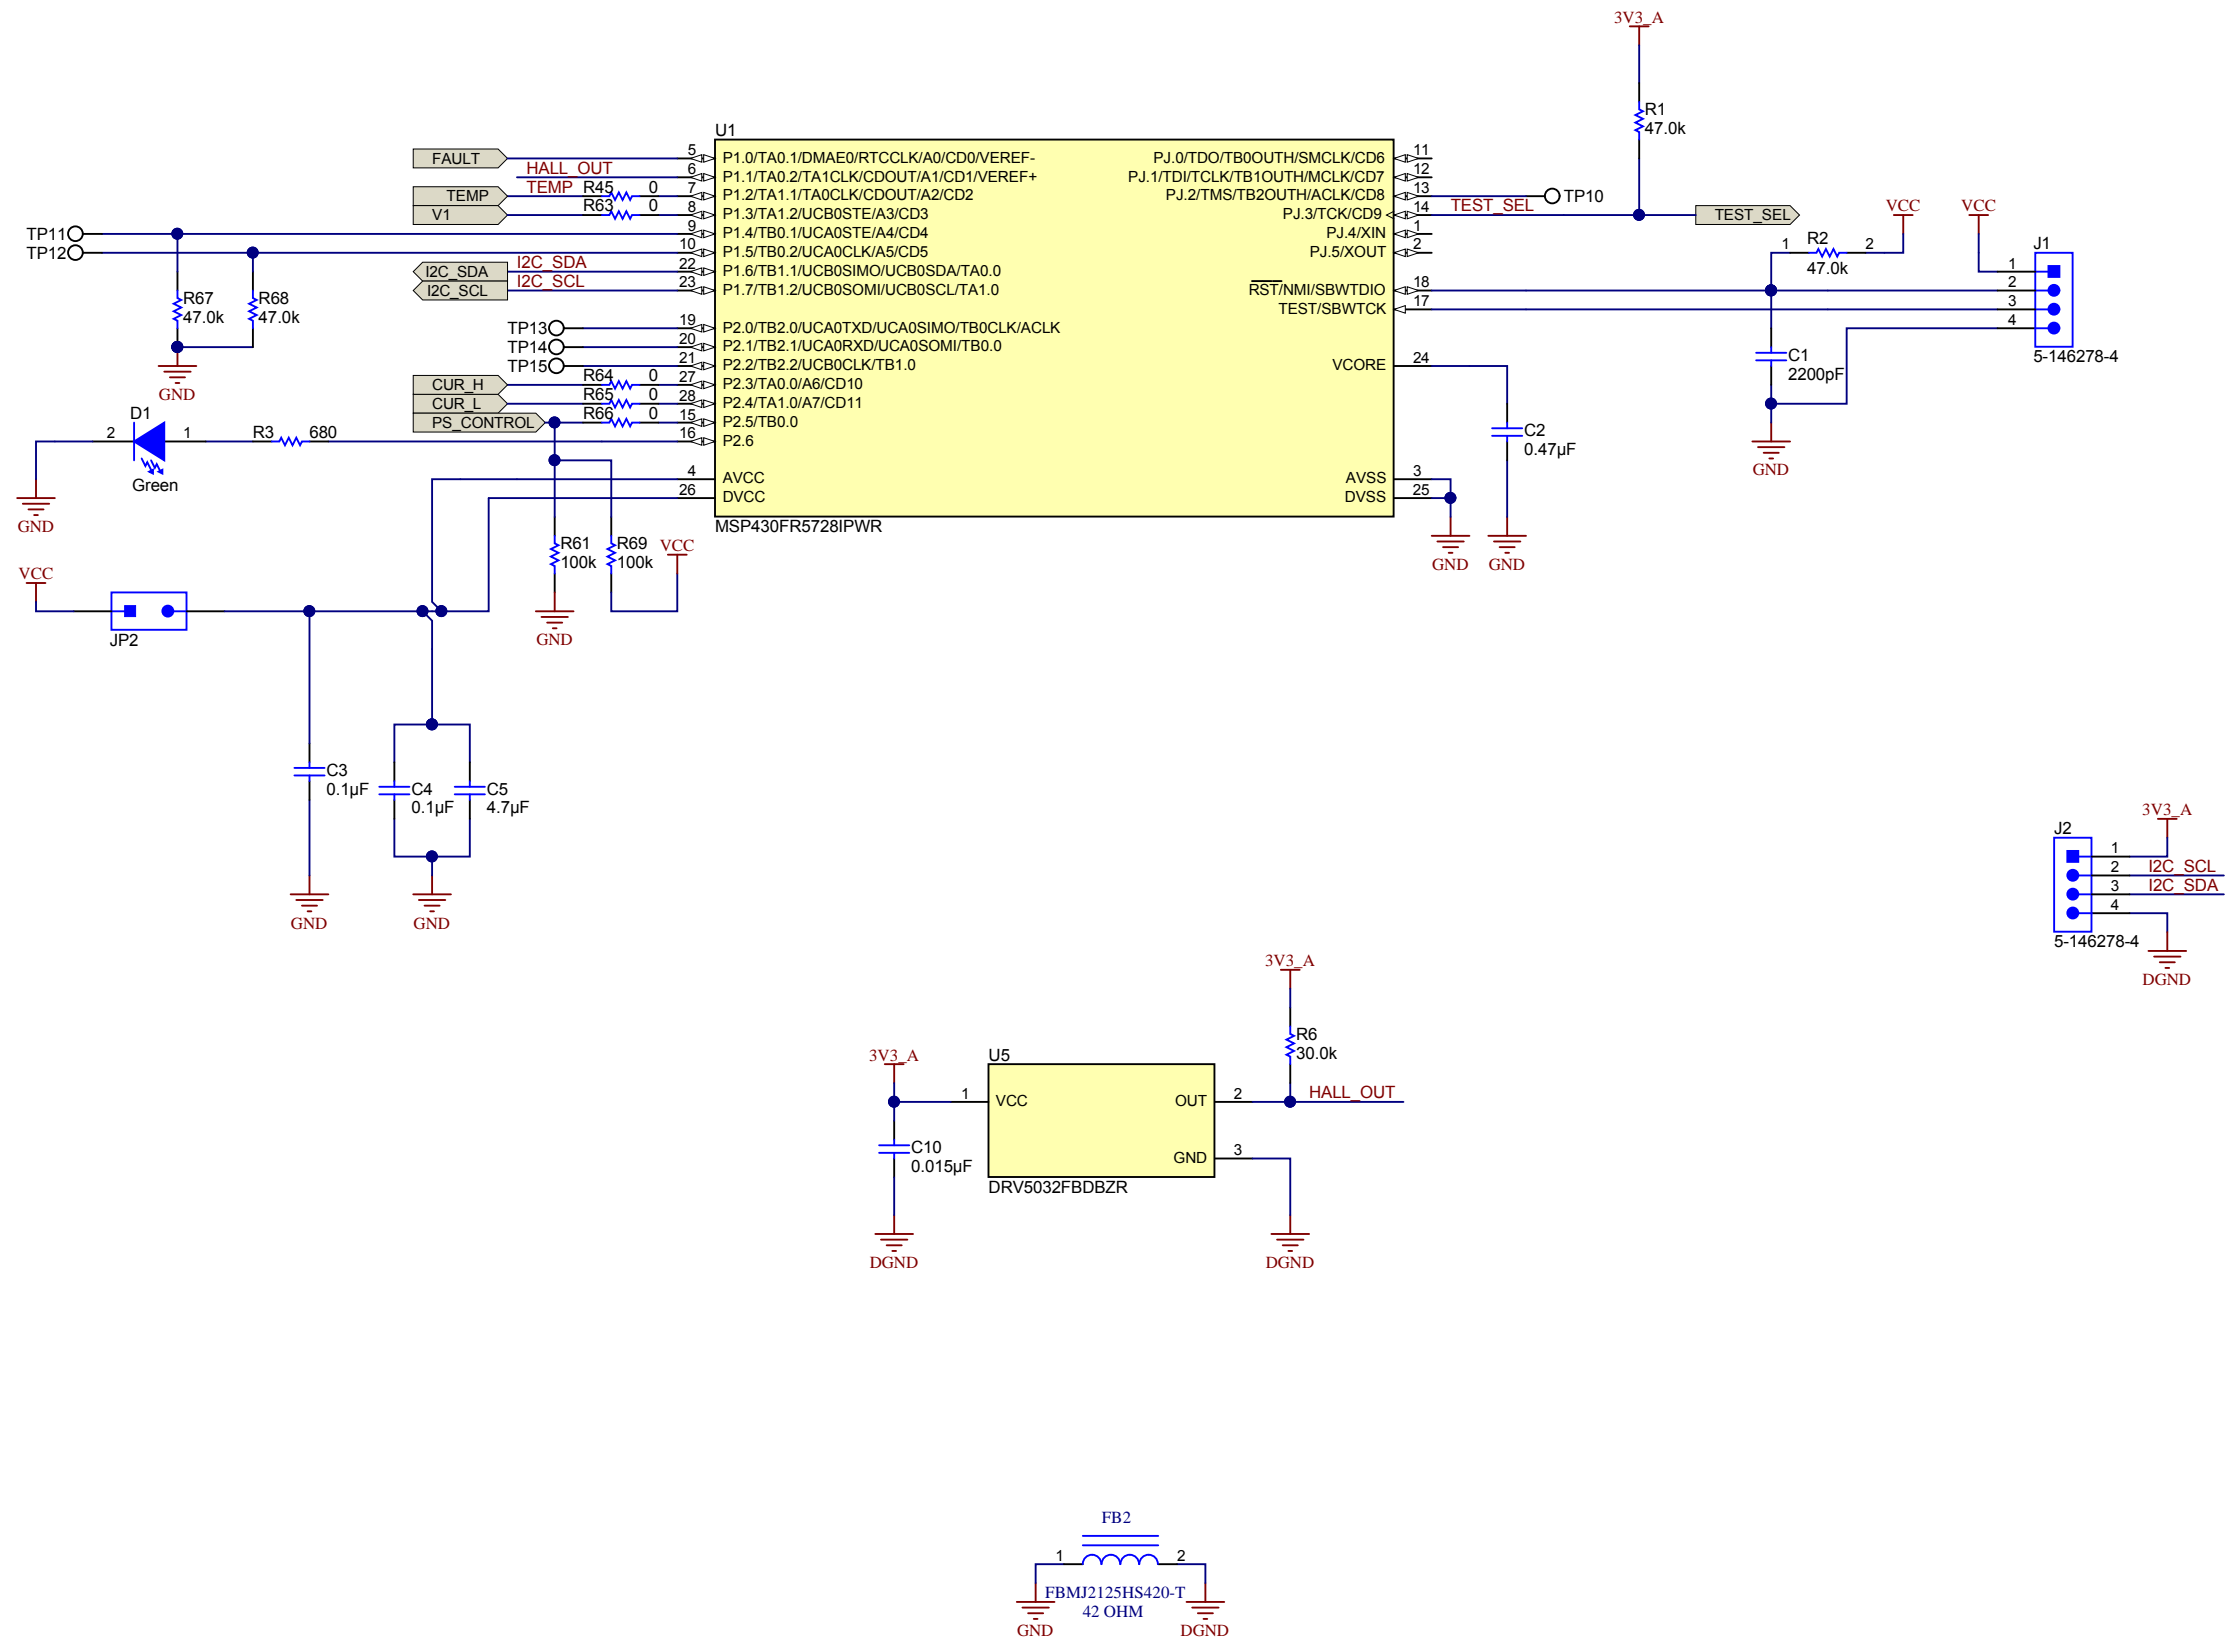 3V3_A
R1
47.0k
U1
FAULT
5
P1.0/TA0.1/DMAE0/RTCCLK/A0/CD0/VEREF-
PJ.0/TDO/TB0OUTH/SMCLK/CD6
11
HALL_OUT
6
P1.1/TA0.2/TA1CLK/CDOUT/A1/CD1/VEREF+
PJ.1/TDI/TCLK/TB1OUTH/MCLK/CD7
12
TEMP
TEMP R45 0
7
P1.2/TA1.1/TA0CLK/CDOUT/A2/CD2
PJ.2/TMS/TB2OUTH/ACLK/CD8
13
TP10
V1
R63 0
8
P1.3/TA1.2/UCB0STE/A3/CD3
PJ.3/TCK/CD9
14
TEST_SEL
TEST_SEL
TP11
9
P1.4/TB0.1/UCA0STE/A4/CD4
PJ.4/XIN
1
TP12
10
P1.5/TB0.2/UCA0CLK/A5/CD5
PJ.5/XOUT
2
I2C_SDA
I2C_SDA
22
P1.6/TB1.1/UCB0SIMO/UCB0SDA/TA0.0
I2C_SCL
I2C_SCL
23
P1.7/TB1.2/UCB0SOMI/UCB0SCL/TA1.0
RST/NMI/SBWTDIO
18
TEST/SBWTCK
17
R67
47.0k
R68
47.0k
GND
TP13
19
P2.0/TB2.0/UCA0TXD/UCA0SIMO/TB0CLK/ACLK
TP14
20
P2.1/TB2.1/UCA0RXD/UCA0SOMI/TB0.0
TP15
21
P2.2/TB2.2/UCB0CLK/TB1.0
VCORE
24
CUR_H
R64 0
27
P2.3/TA0.0/A6/CD10
CUR_L
R65 0
28
P2.4/TA1.0/A7/CD11
PS_CONTROL
R66 0
15
P2.5/TB0.0
16
P2.6
D1
2
1
Green
R3 680
GND
4
AVCC
AVSS
3
26
DVCC
DVSS
25
MSP430FR5728IPWR
C2
0.47µF
GND
GND
VCC
1
R2
2
47.0k
VCC
J1
1
2
3
4
5-146278-4
C1
2200pF
GND
R61
100k
R69
100k
VCC
GND
VCC
JP2
C3
0.1µF
C4
0.1µF
C5
4.7µF
GND
GND
3V3_A
J2
1
2
I2C_SCL
3
I2C_SDA
4
5-146278-4
DGND
3V3_A
R6
30.0k
3V3_A
U5
1
VCC
OUT
2
HALL_OUT
C10
0.015µF
GND
3
DRV5032FBDBZR
DGND
DGND
FB2
1
2
FBMJ2125HS420-T
42 OHM
GND
DGND